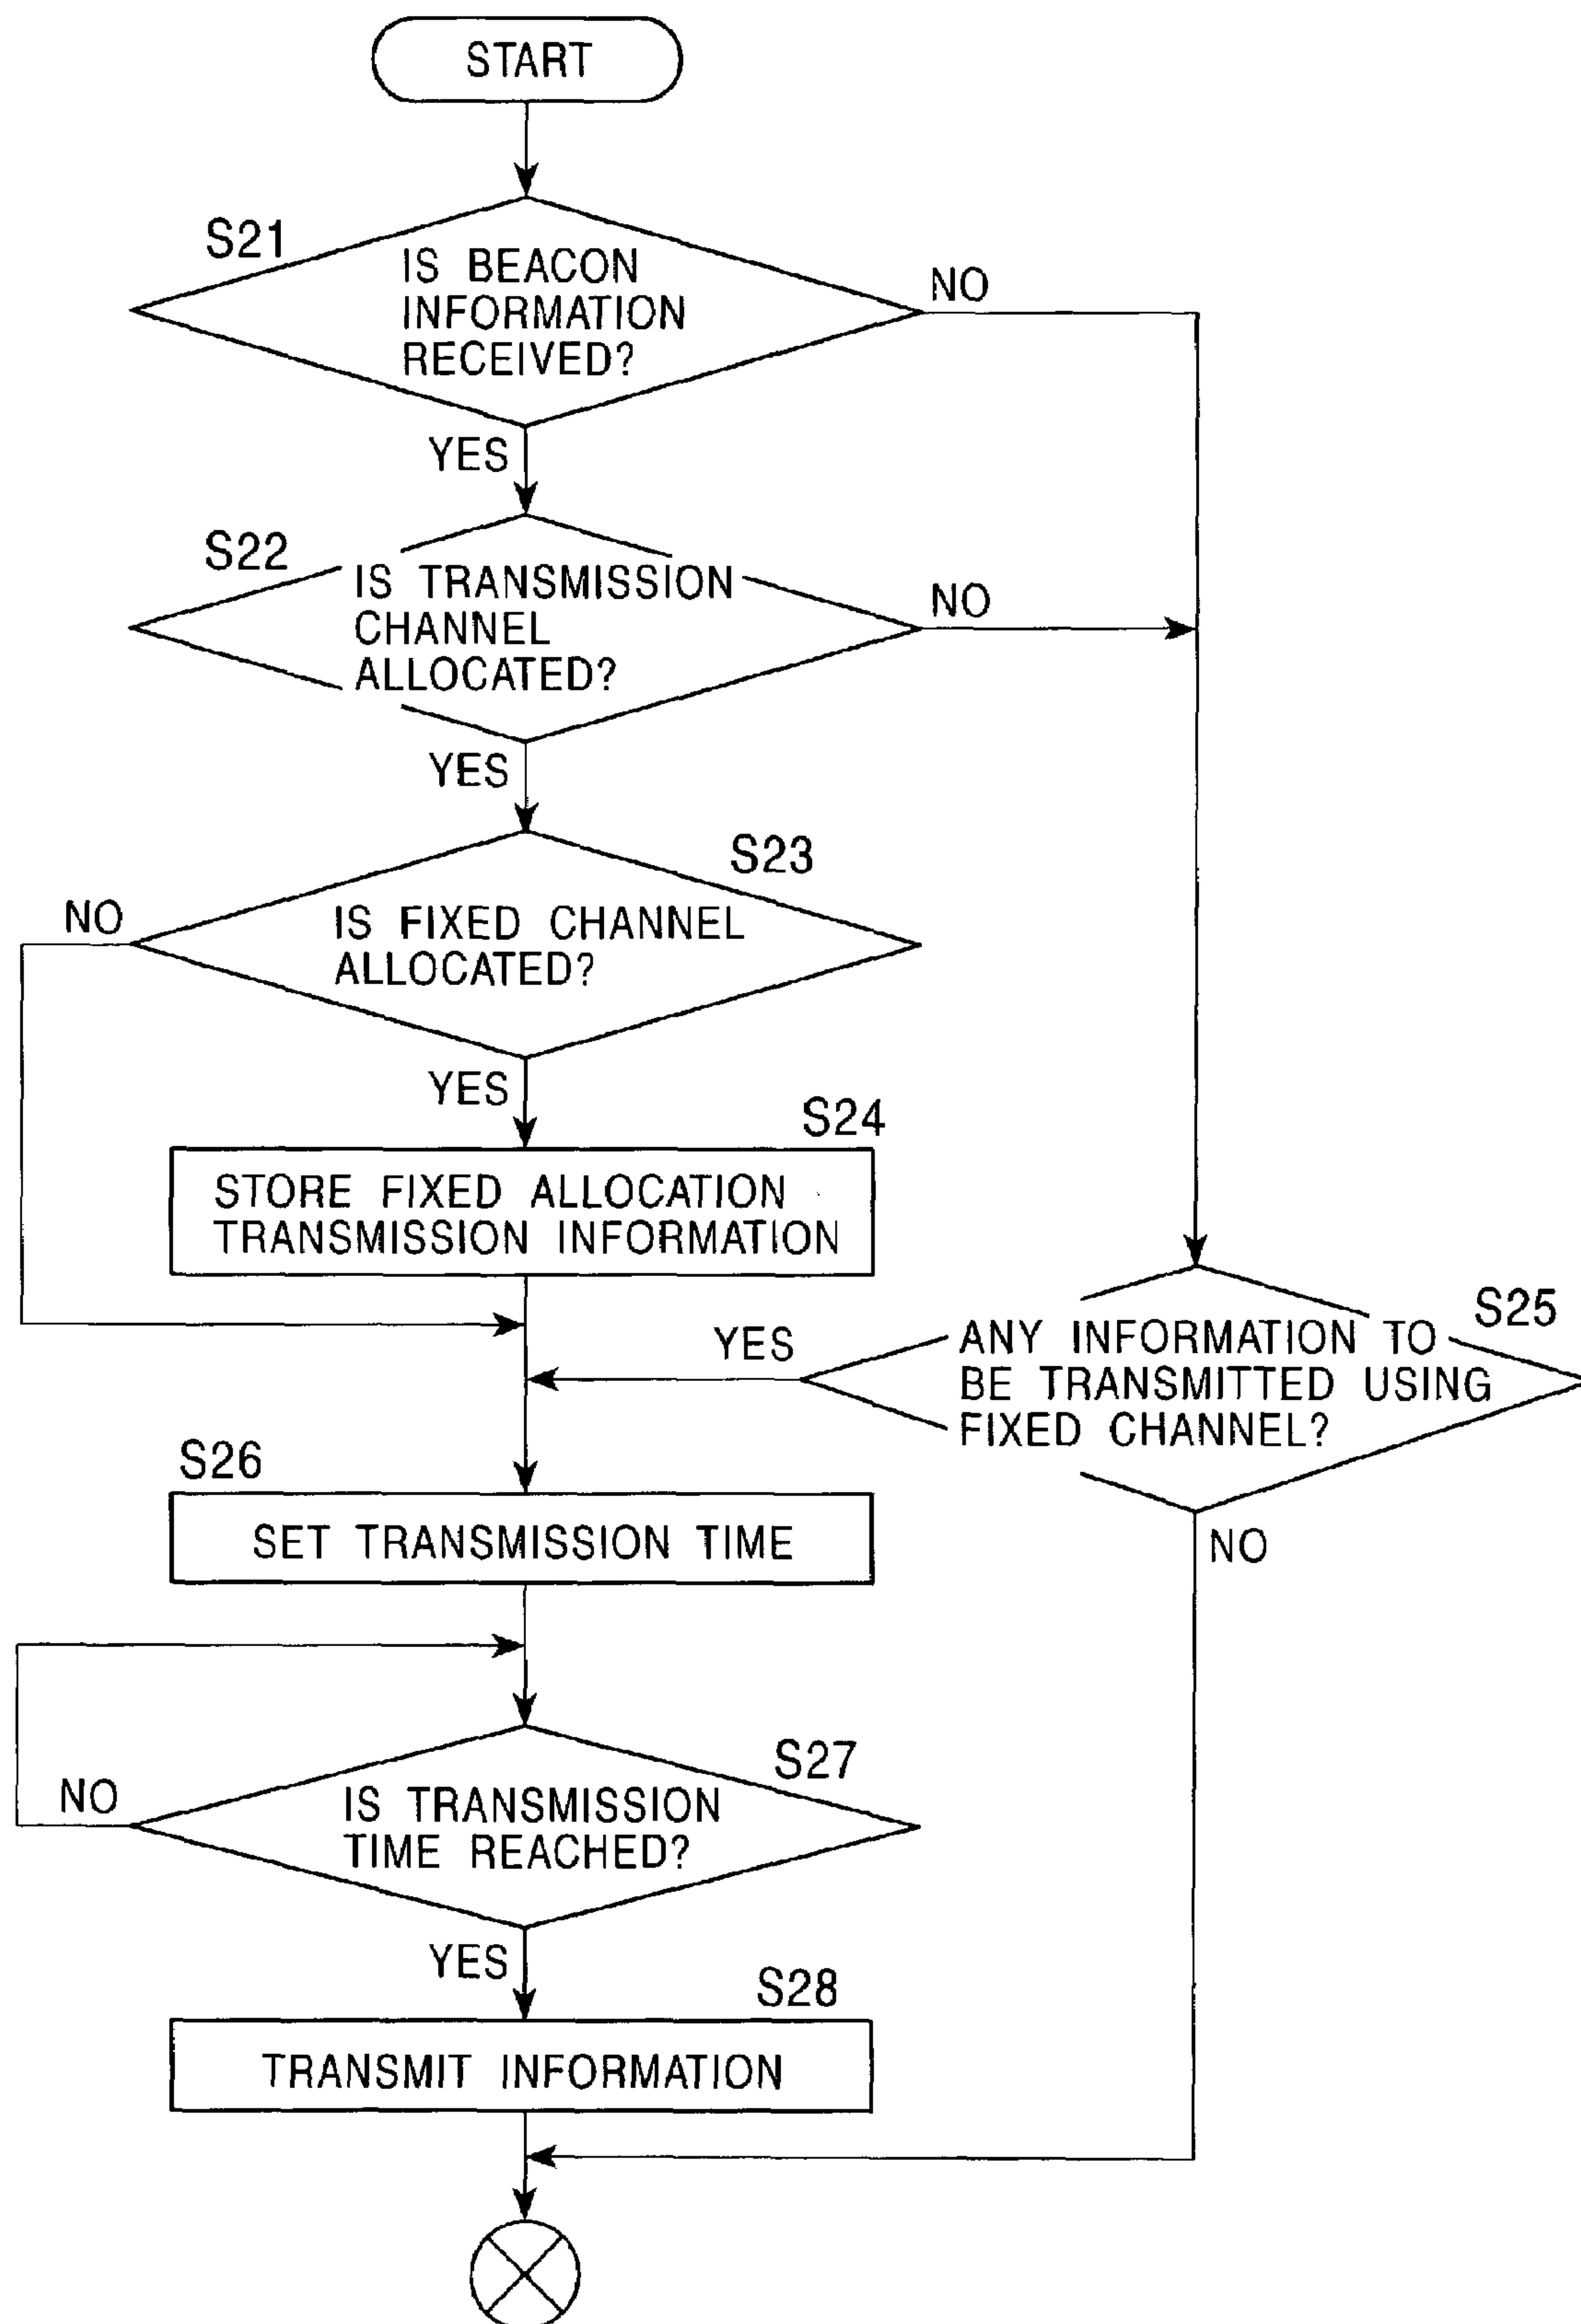 START
S21
IS BEACON
INFORMATION
RECEIVED?
NO
YES
S22
IS TRANSMISSION
CHANNEL
ALLOCATED?
NO
YES
S23
NO
IS FIXED CHANNEL
ALLOCATED?
YES
S24
STORE FIXED ALLOCATION
TRANSMISSION INFORMATION
S25
YES
ANY INFORMATION TO
BE TRANSMITTED USING
FIXED CHANNEL?
NO
S26
SET TRANSMISSION TIME
S27
NO
IS TRANSMISSION
TIME REACHED?
YES
S28
TRANSMIT INFORMATION